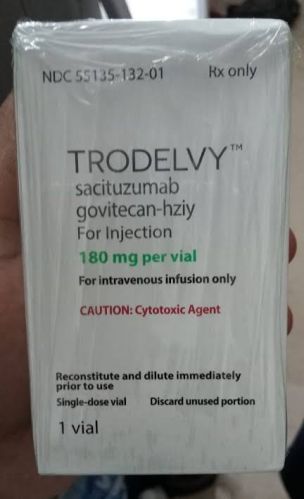 NDC 55135-132-01 Rx only
TRODELVY™
sacituzumab
govitecan-hziy
For Injection
180 mg per vial
For intravenous infusion only
CAUTION: Cytotoxic Agent
Reconstitute and dilute immediately
prior to use
Single-dose vial Discard unused portion
1 vial